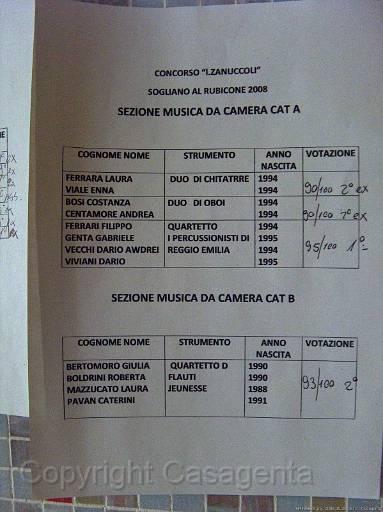 CONCORSO "I.ZANUCCOLI"
SOGLIANO AL RUBICONE 2008
SEZIONE MUSICA DA CAMERA CAT A
COGNOME NOME STRUMENTO ANNO NASCITA VOTAZIONE
FERRARA LAURA DUO DI CHITATRRE 1994
VIALE ENNA 1994 90/100 2° ex
BOSI COSTANZA DUO DI OBOI 1994
CENTAMORE ANDREA 1994 90/100 2° ex
FERRARI FILIPPO QUARTETTO 1994
GENTA GABRIELE I PERCUSSIONISTI DI 1995
VECCHI DARIO AWDREI REGGIO EMILIA 1994 95/100 1°
VIVIANI DARIO 1995
SEZIONE MUSICA DA CAMERA CAT B
COGNOME NOME STRUMENTO ANNO NASCITA VOTAZIONE
BERTOMORO GIULIA QUARTETTO D 1990
BOLDRINI ROBERTA FLAUTI 1990
MAZZUCATO LAURA JEUNESSE 1988 93/100 2°
PAVAN CATERINI 1991
Copyright Casagenta